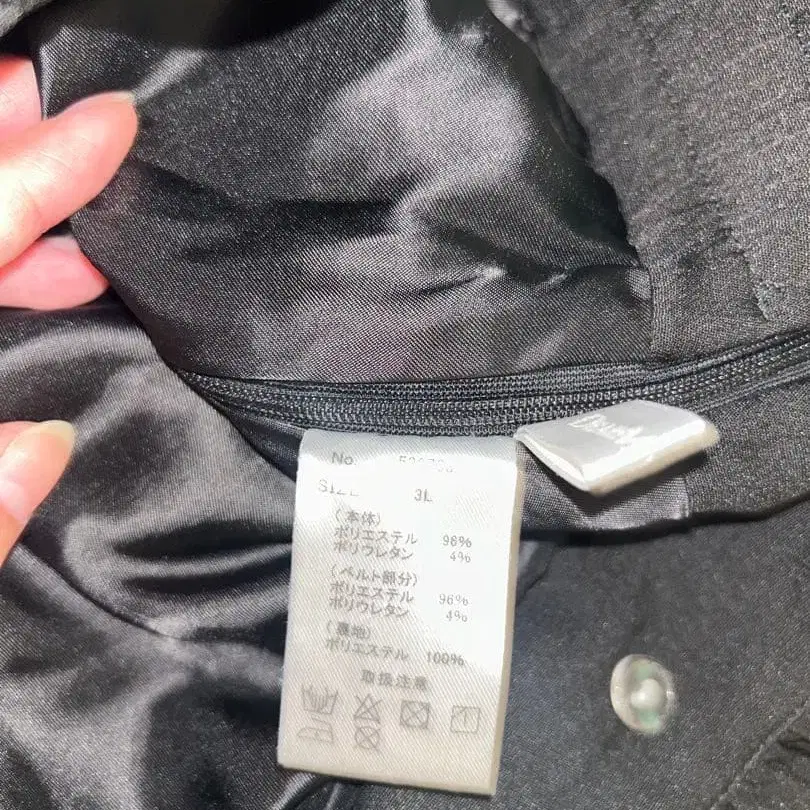 No.
SIZE 3L
(本体)
ポリエステル 96%
ポリウレタン 4%
(ベルト部分)
ポリエステル 96%
ポリウレタン 4%
(裏地)
ポリエステル 100%
取扱注意